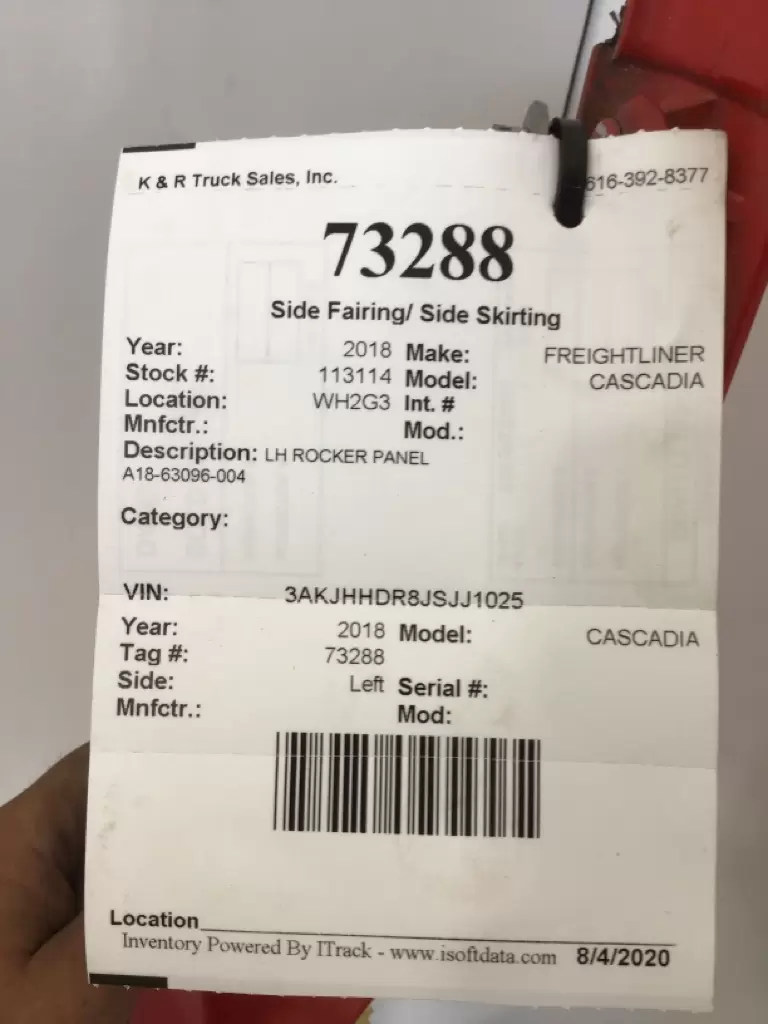 K & R Truck Sales, Inc. 616-392-8377
73288
Side Fairing/ Side Skirting
Year: 2018 Make: FREIGHTLINER
Stock #: 113114 Model: CASCADIA
Location: WH2G3 Int. #
Mnfctr.: Mod.:
Description: LH ROCKER PANEL
A18-63096-004
Category:
VIN: 3AKJHHDR8JSJJ1025
Year: 2018 Model: CASCADIA
Tag #: 73288
Side: Left Serial #:
Mnfctr.: Mod:
Location
Inventory Powered By ITrack - www.isoftdata.com 8/4/2020